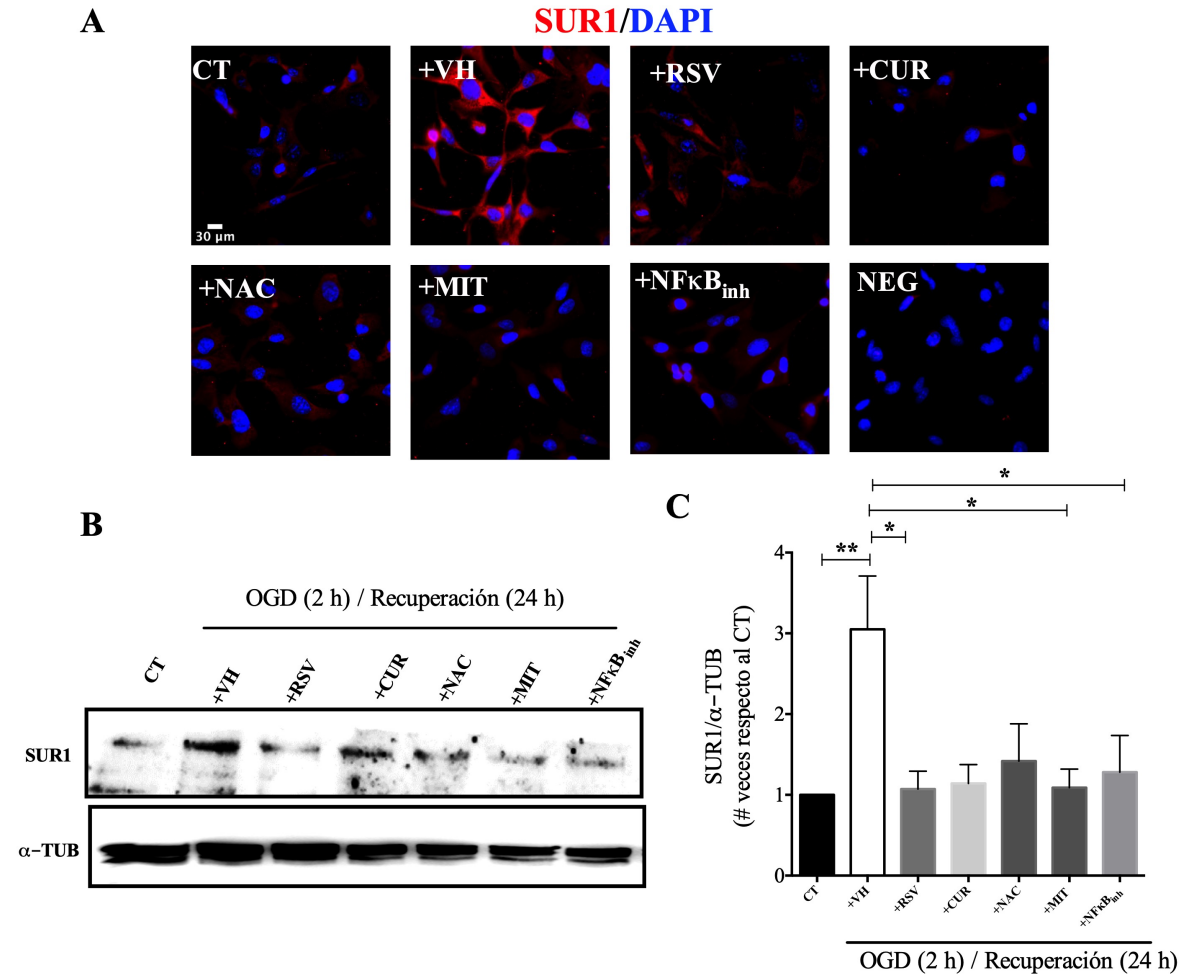 A
SUR1/DAPI
CT
+VH
+RSV
+CUR
30 µm
+NAC
+MIT
+NFκBinh
NEG
B
OGD (2 h) / Recuperación (24 h)
CT
+VH
+RSV
+CUR
+NAC
+MIT
+NFκBinh
SUR1
α-TUB
C
*
*
*
**
SUR1/α-TUB
(# veces respecto al CT)
4
3
2
1
0
CT
+VH
+RSV
+CUR
+NAC
+MIT
+NFκBinh
OGD (2 h) / Recuperación (24 h)